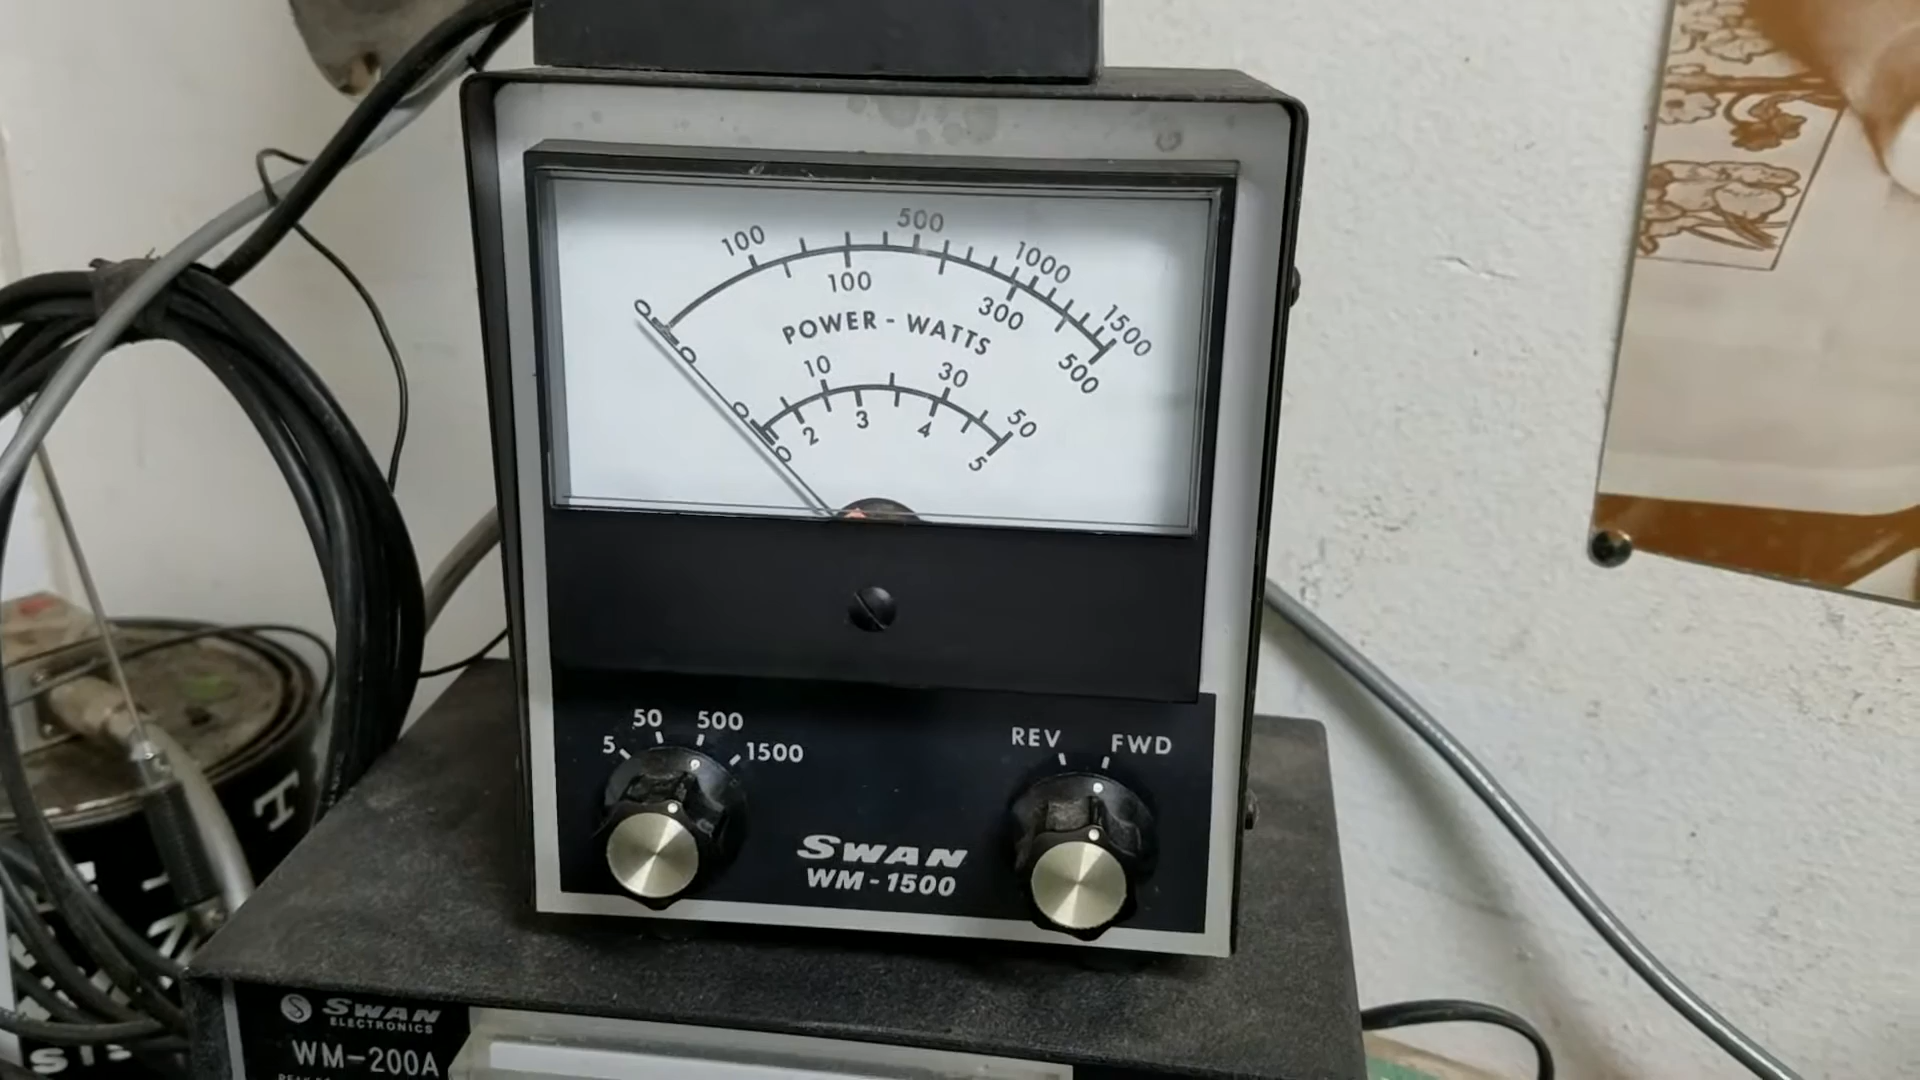 500
100 1000
0 100 300 1500
POWER - WATTS
0 10 30 500
0 2 3 4 50
0 5
50 500
5 1500
REV FWD
SWAN
WM-1500
S SWAN
ELECTRONICS
WM-200A